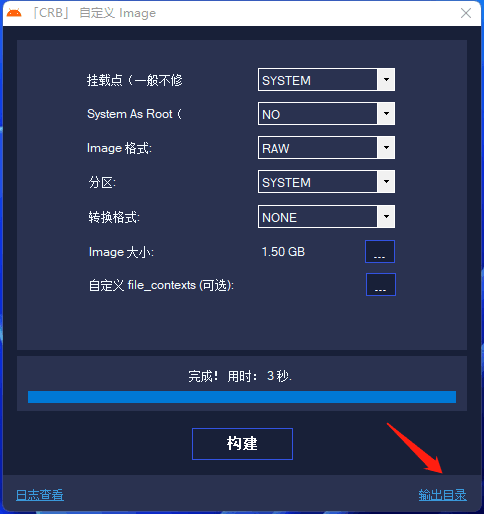 「CRB」 自定义 Image
挂载点（一般不修
SYSTEM
System As Root（
NO
Image 格式:
RAW
分区:
SYSTEM
转换格式:
NONE
Image 大小:
1.50 GB
...
自定义 file_contexts (可选):
...
完成！用时： 3 秒.
构建
日志查看
输出目录